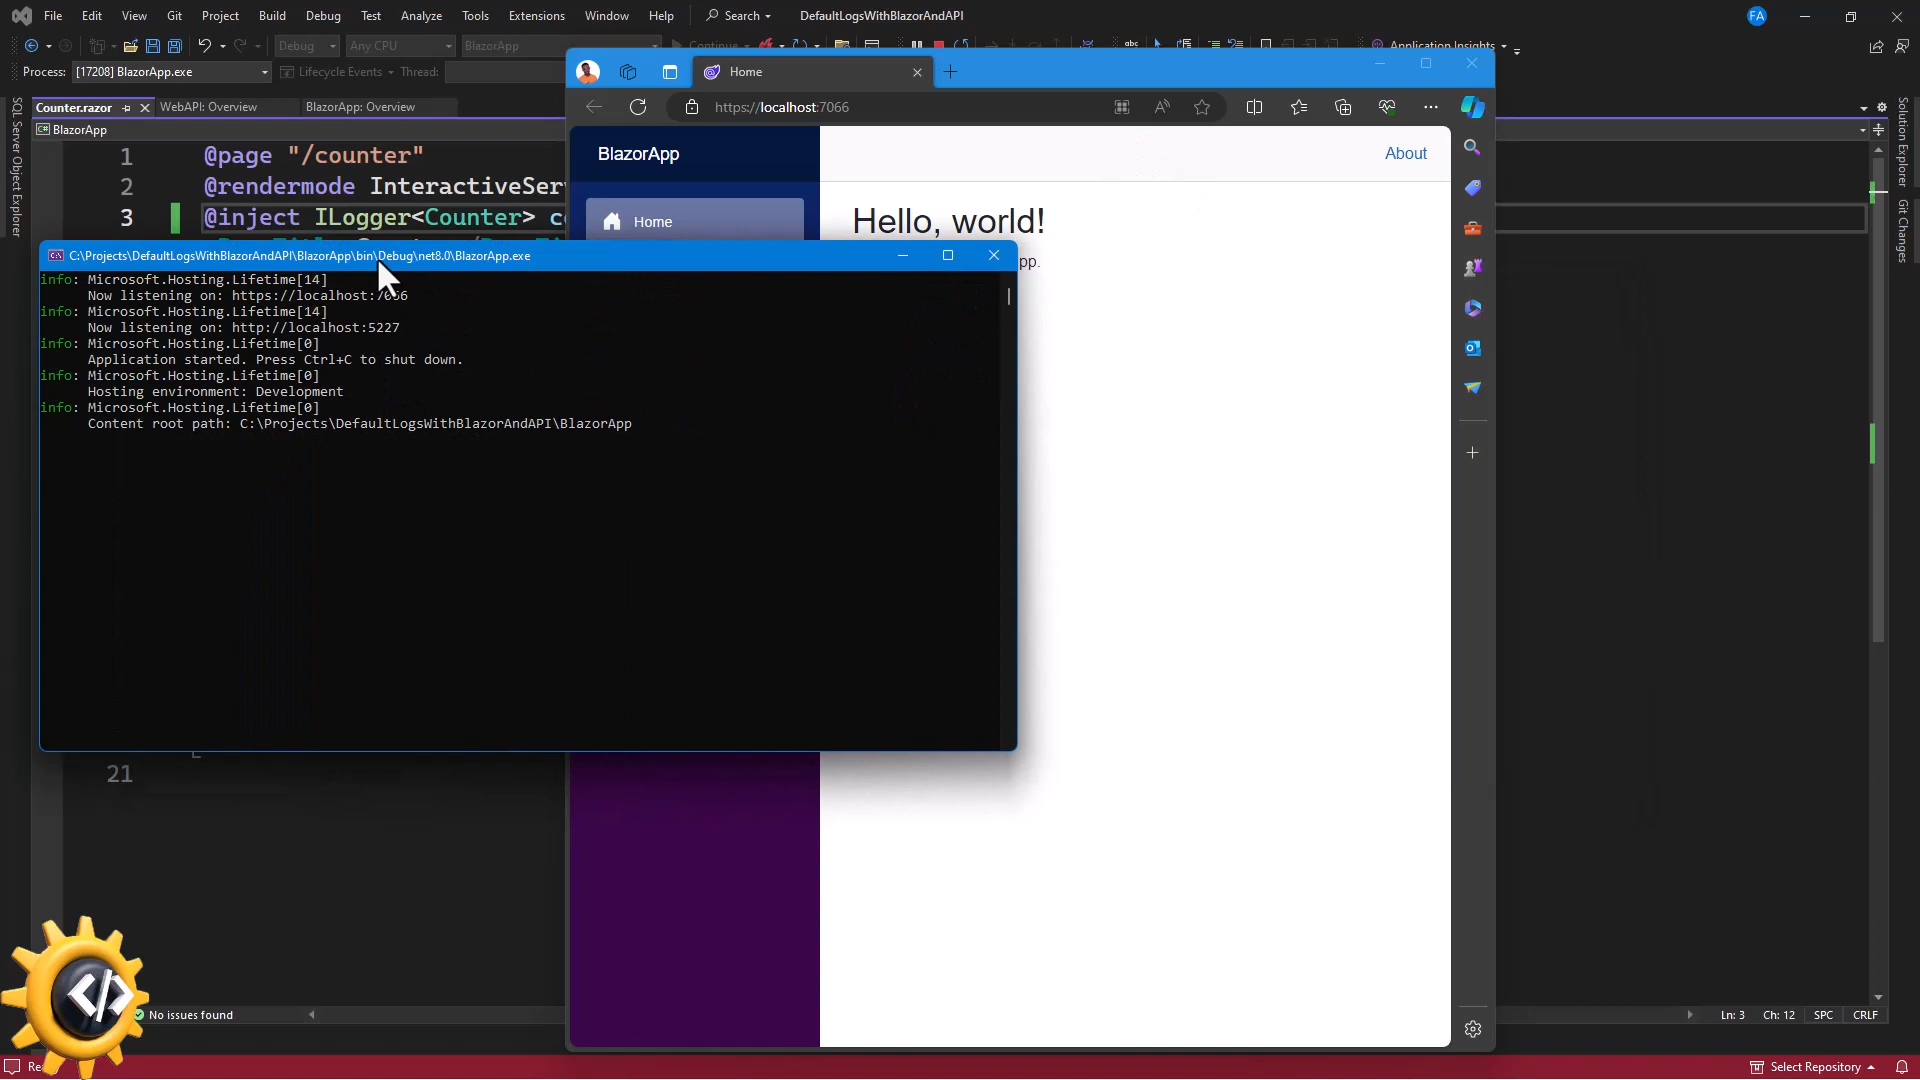 File Edit View Git Project Build Debug Test Analyze Tools Extensions Window Help Search DefaultLogsWithBlazorAndAPI FA
Debug Any CPU BlazorApp Continue Application Insights
Process: [17208] BlazorApp.exe Lifecycle Events Thread:
Home
https://localhost:7066
Counter.razor WebAPI: Overview BlazorApp: Overview
BlazorApp
SQL Server Object Explorer
Solution Explorer
Git Changes
1 @page "/counter"
2 @rendermode InteractiveSer
3 @inject ILogger<Counter>
BlazorApp
About
Home
Hello, world!
pp.
C:\Projects\DefaultLogsWithBlazorAndAPI\BlazorApp\bin\Debug\net8.0\BlazorApp.exe
info: Microsoft.Hosting.Lifetime[14]
Now listening on: https://localhost:7066
info: Microsoft.Hosting.Lifetime[14]
Now listening on: http://localhost:5227
info: Microsoft.Hosting.Lifetime[0]
Application started. Press Ctrl+C to shut down.
info: Microsoft.Hosting.Lifetime[0]
Hosting environment: Development
info: Microsoft.Hosting.Lifetime[0]
Content root path: C:\Projects\DefaultLogsWithBlazorAndAPI\BlazorApp
21
</>
No issues found
Ln: 3 Ch: 12 SPC CRLF
Select Repository